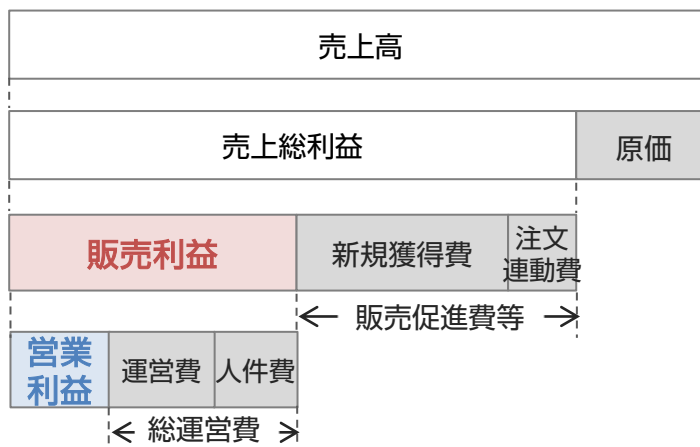 売上高
売上総利益
原価
販売利益
新規獲得費
注文
連動費
販売促進費等
営業
利益
運営費
人件費
総運営費